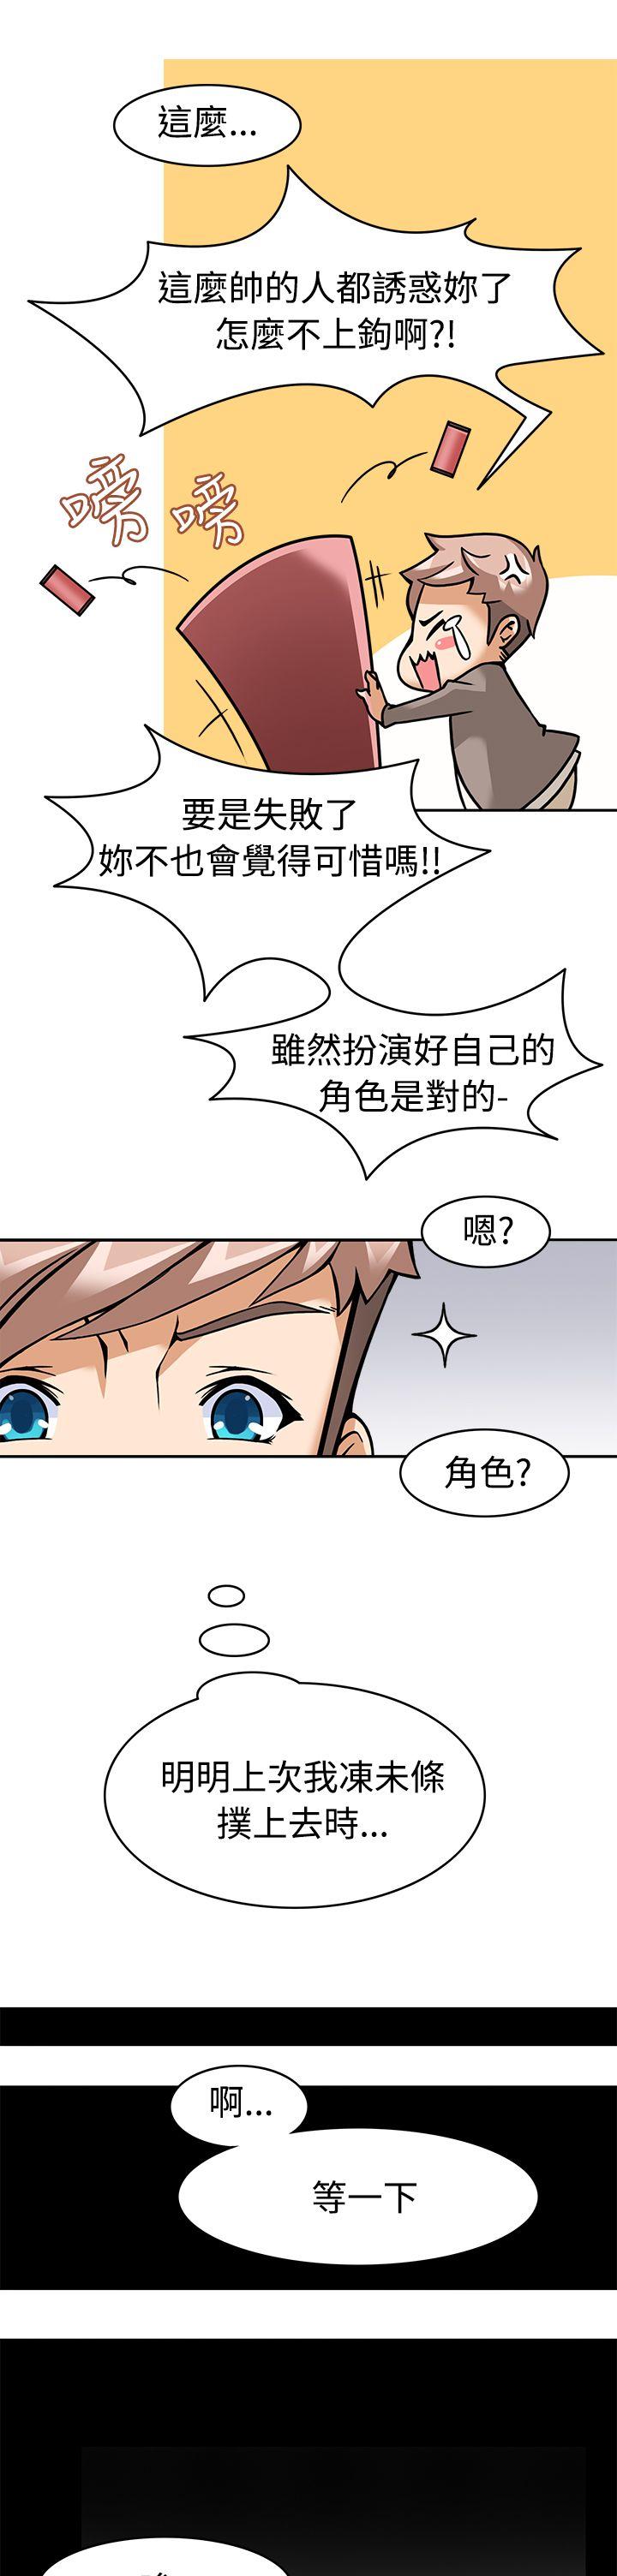 這麼...
這麼帥的人都誘惑妳了
怎麼不上鉤啊?!
嗙 嗙
要是失敗了
妳不也會覺得可惜嗎!!
雖然扮演好自己的
角色是對的-
嗯?
角色?
明明上次我凍未條
撲上去時...
啊...
等一下